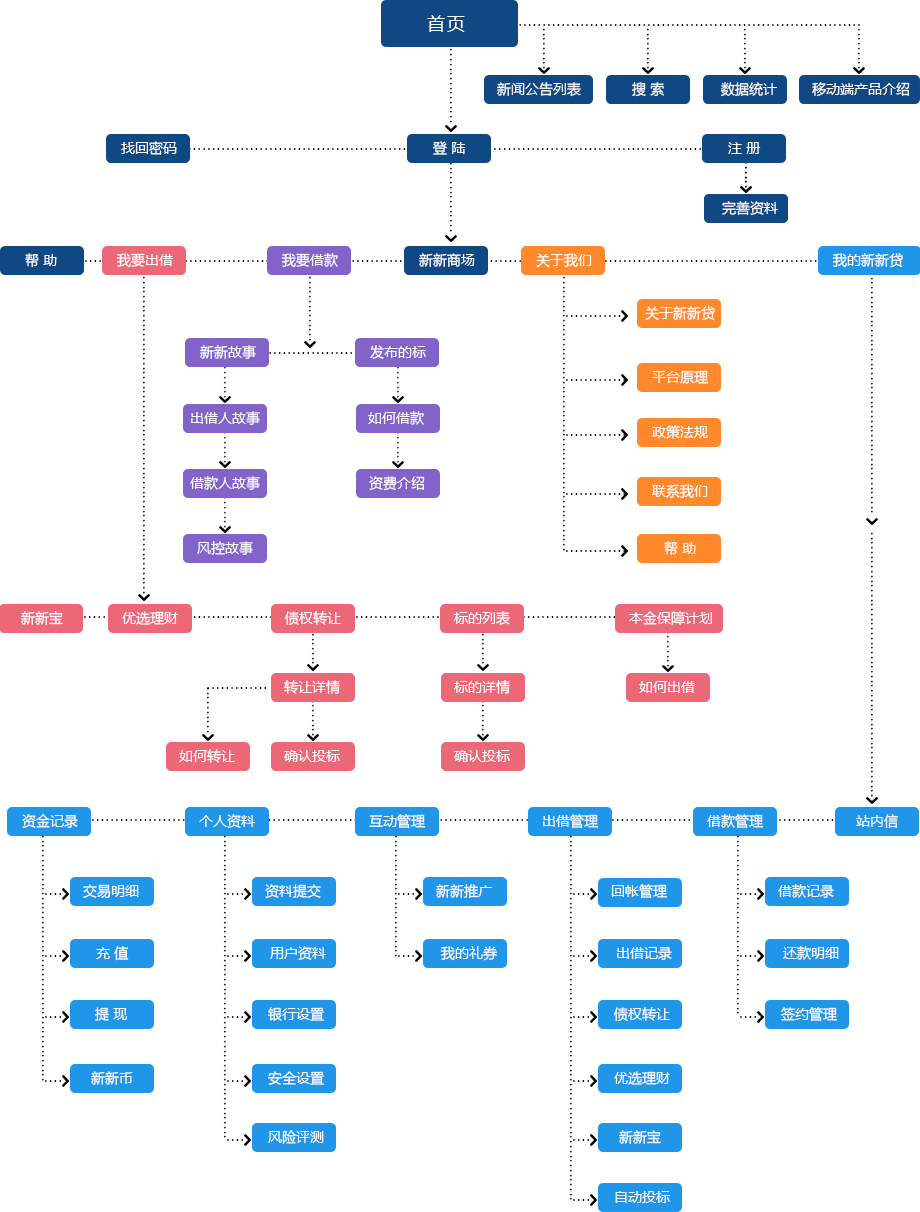 首页
新闻公告列表
搜 索
数据统计
移动端产品介绍
找回密码
登 陆
注 册
完善资料
帮 助
我要出借
我要借款
新新商场
关于我们
我的新新贷
关于新新贷
新新故事
发布的标
平台原理
出借人故事
如何借款
政策法规
借款人故事
资费介绍
联系我们
风控故事
帮 助
新新宝
优选理财
债权转让
标的列表
本金保障计划
转让详情
标的详情
如何出借
如何转让
确认投标
确认投标
资金记录
个人资料
互动管理
出借管理
借款管理
站内信
交易明细
资料提交
新新推广
回帐管理
借款记录
充 值
用户资料
我的礼券
出借记录
还款明细
提 现
银行设置
债权转让
签约管理
新新币
安全设置
优选理财
风险评测
新新宝
自动投标